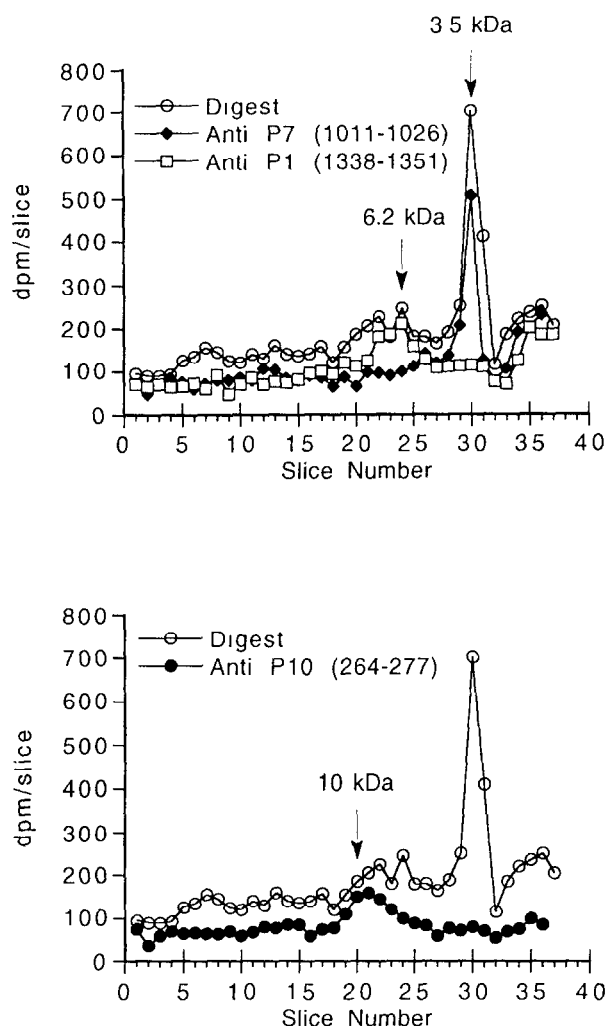 3 5 kDa
800
700
600
500
400
300
200
100
0
dpm/slice
Digest
Anti P7 (1011-1026)
Anti P1 (1338-1351)
6.2 kDa
0 5 10 15 20 25 30 35 40
Slice Number
800
700
600
500
400
300
200
100
0
dpm/slice
Digest
Anti P10 (264-277)
10 kDa
0 5 10 15 20 25 30 35 40
Slice Number